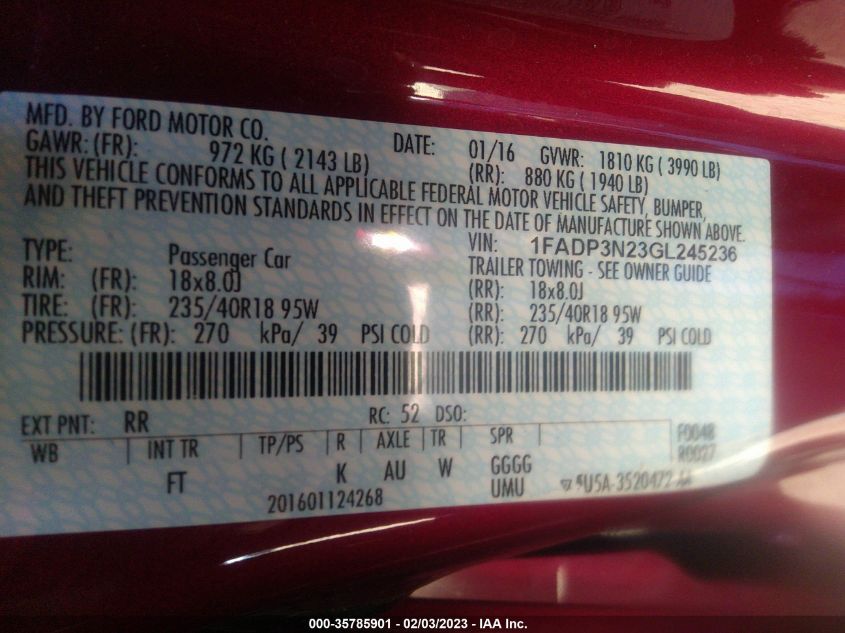 MFD. BY FORD MOTOR CO.
DATE: 01/16 GVWR: 1810 KG ( 3990 LB)
GAWR: (FR): 972 KG ( 2143 LB) (RR): 880 KG ( 1940 LB)
THIS VEHICLE CONFORMS TO ALL APPLICABLE FEDERAL MOTOR VEHICLE SAFETY, BUMPER,
AND THEFT PREVENTION STANDARDS IN EFFECT ON THE DATE OF MANUFACTURE SHOWN ABOVE.
VIN: 1FADP3N23GL245236
TYPE: Passenger Car TRAILER TOWING - SEE OWNER GUIDE
RIM: (FR): 18x8.0J (RR): 18x8.0J
TIRE: (FR): 235/40R18 95W (RR): 235/40R18 95W
PRESSURE: (FR): 270 kPa/ 39 PSI COLD (RR): 270 kPa/ 39 PSI COLD
EXT PNT: RR RC: 52 DSO:
WB INT TR TP/PS R AXLE TR SPR F0048
R0027
FT K AU W GGGG
UMU
201601124268 5U5A-3520472-AA
000-35785901 - 02/03/2023 - IAA Inc.